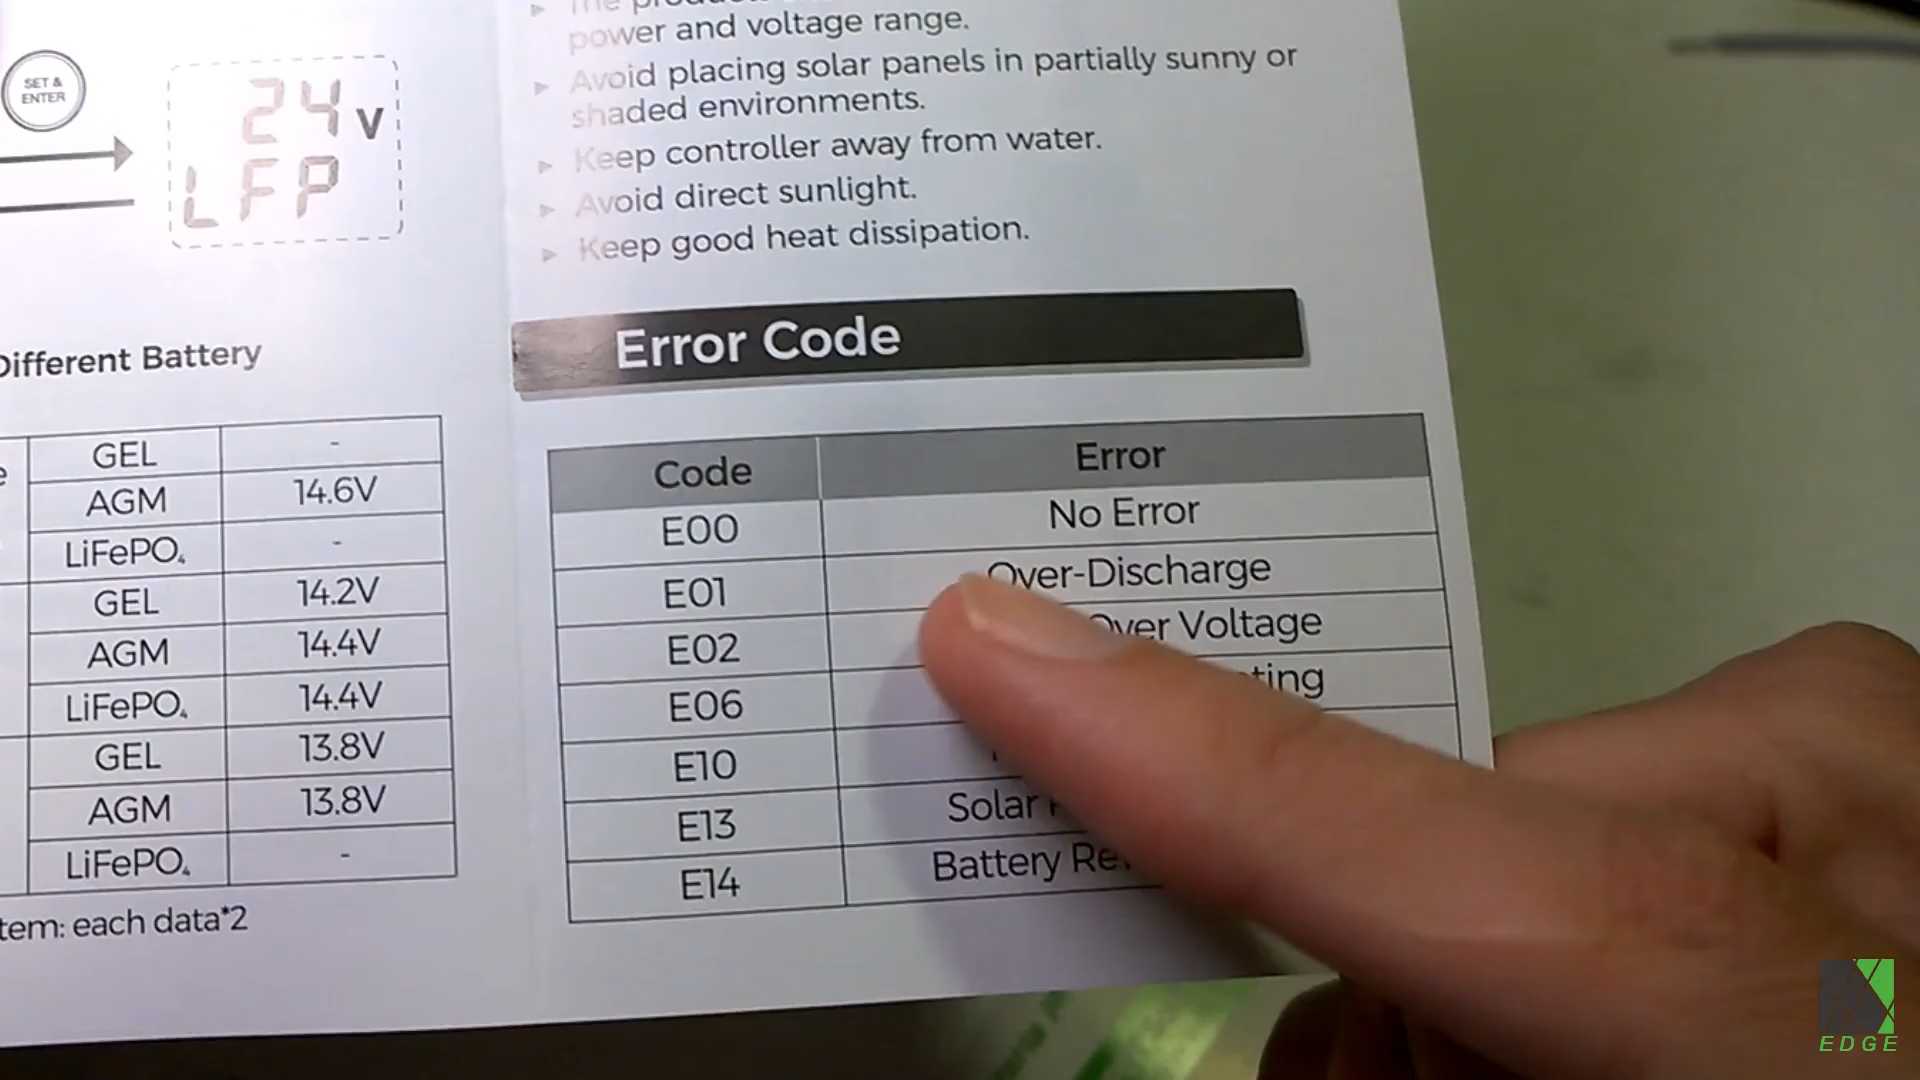 SET &
ENTER
24 V
LFP
power and voltage range.
Avoid placing solar panels in partially sunny or
shaded environments.
Keep controller away from water.
Avoid direct sunlight.
Keep good heat dissipation.
Different Battery
GEL -
AGM 14.6V
LiFePO4 -
GEL 14.2V
AGM 14.4V
LiFePO4 14.4V
GEL 13.8V
AGM 13.8V
LiFePO4 -
each data*2
Error Code
Code Error
E00 No Error
E01 Over-Discharge
E02 Over Voltage
E06
E10
E13 Solar
E14 Battery
EDGE